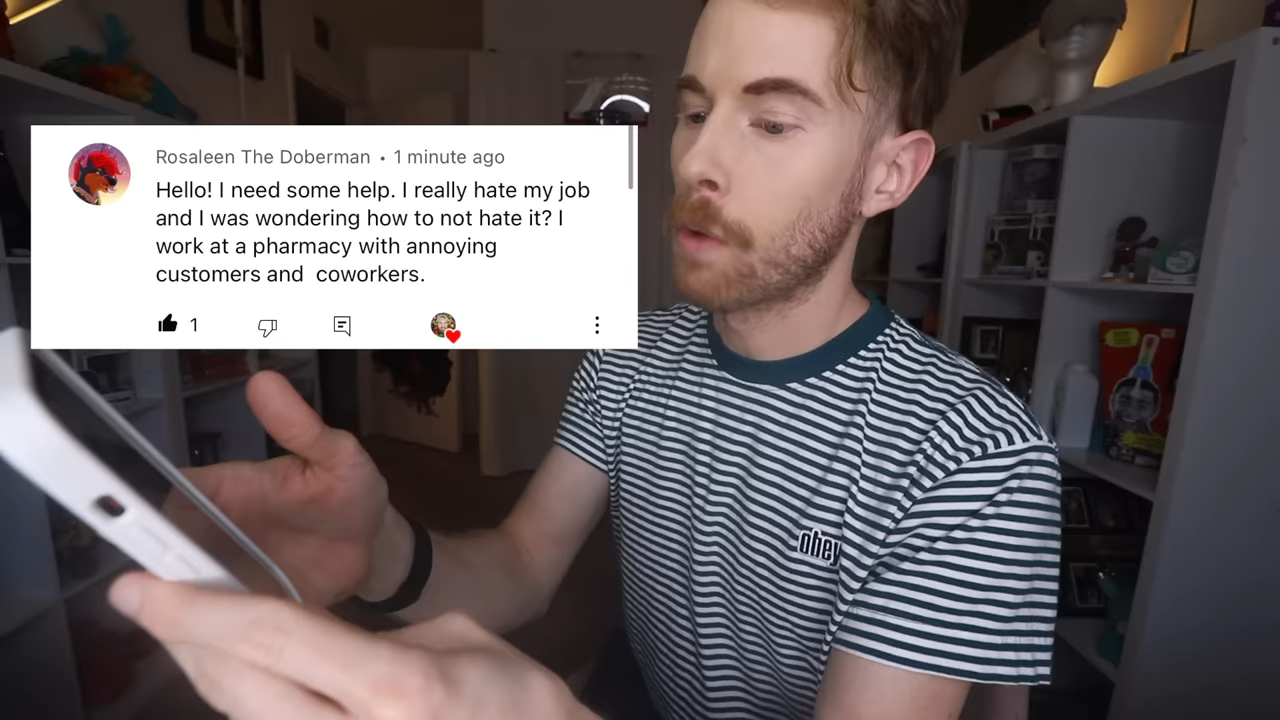 Rosaleen The Doberman • 1 minute ago
Hello! I need some help. I really hate my job
and I was wondering how to not hate it? I
work at a pharmacy with annoying
customers and  coworkers.
1
obey